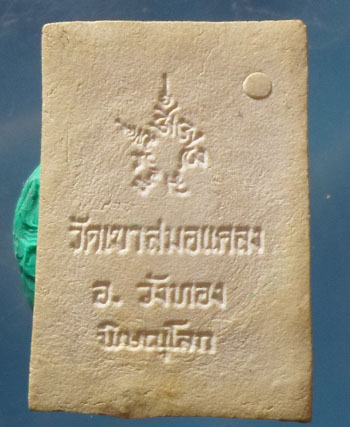 วัดเขาสมอแคลง
อ. วังทอง
พิษณุโลก